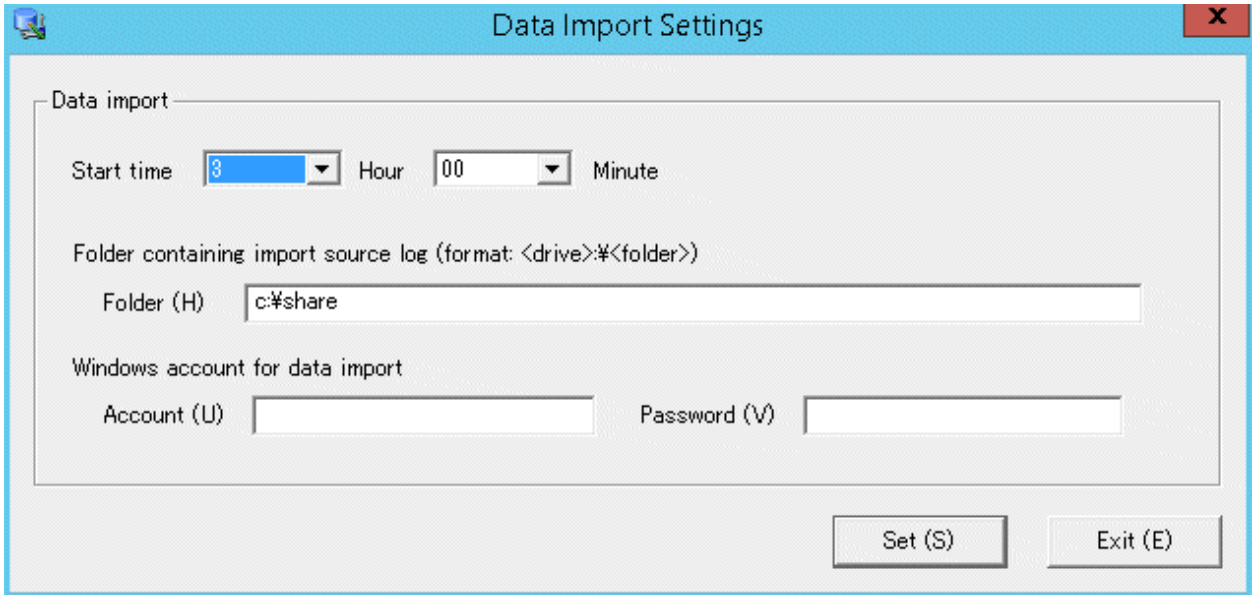 Data Import Settings
x
Data import
Start time 3 Hour 00 Minute
Folder containing import source log (format: <drive>:¥<folder>)
Folder (H) c:¥share
Windows account for data import
Account (U) Password (V)
Set (S) Exit (E)